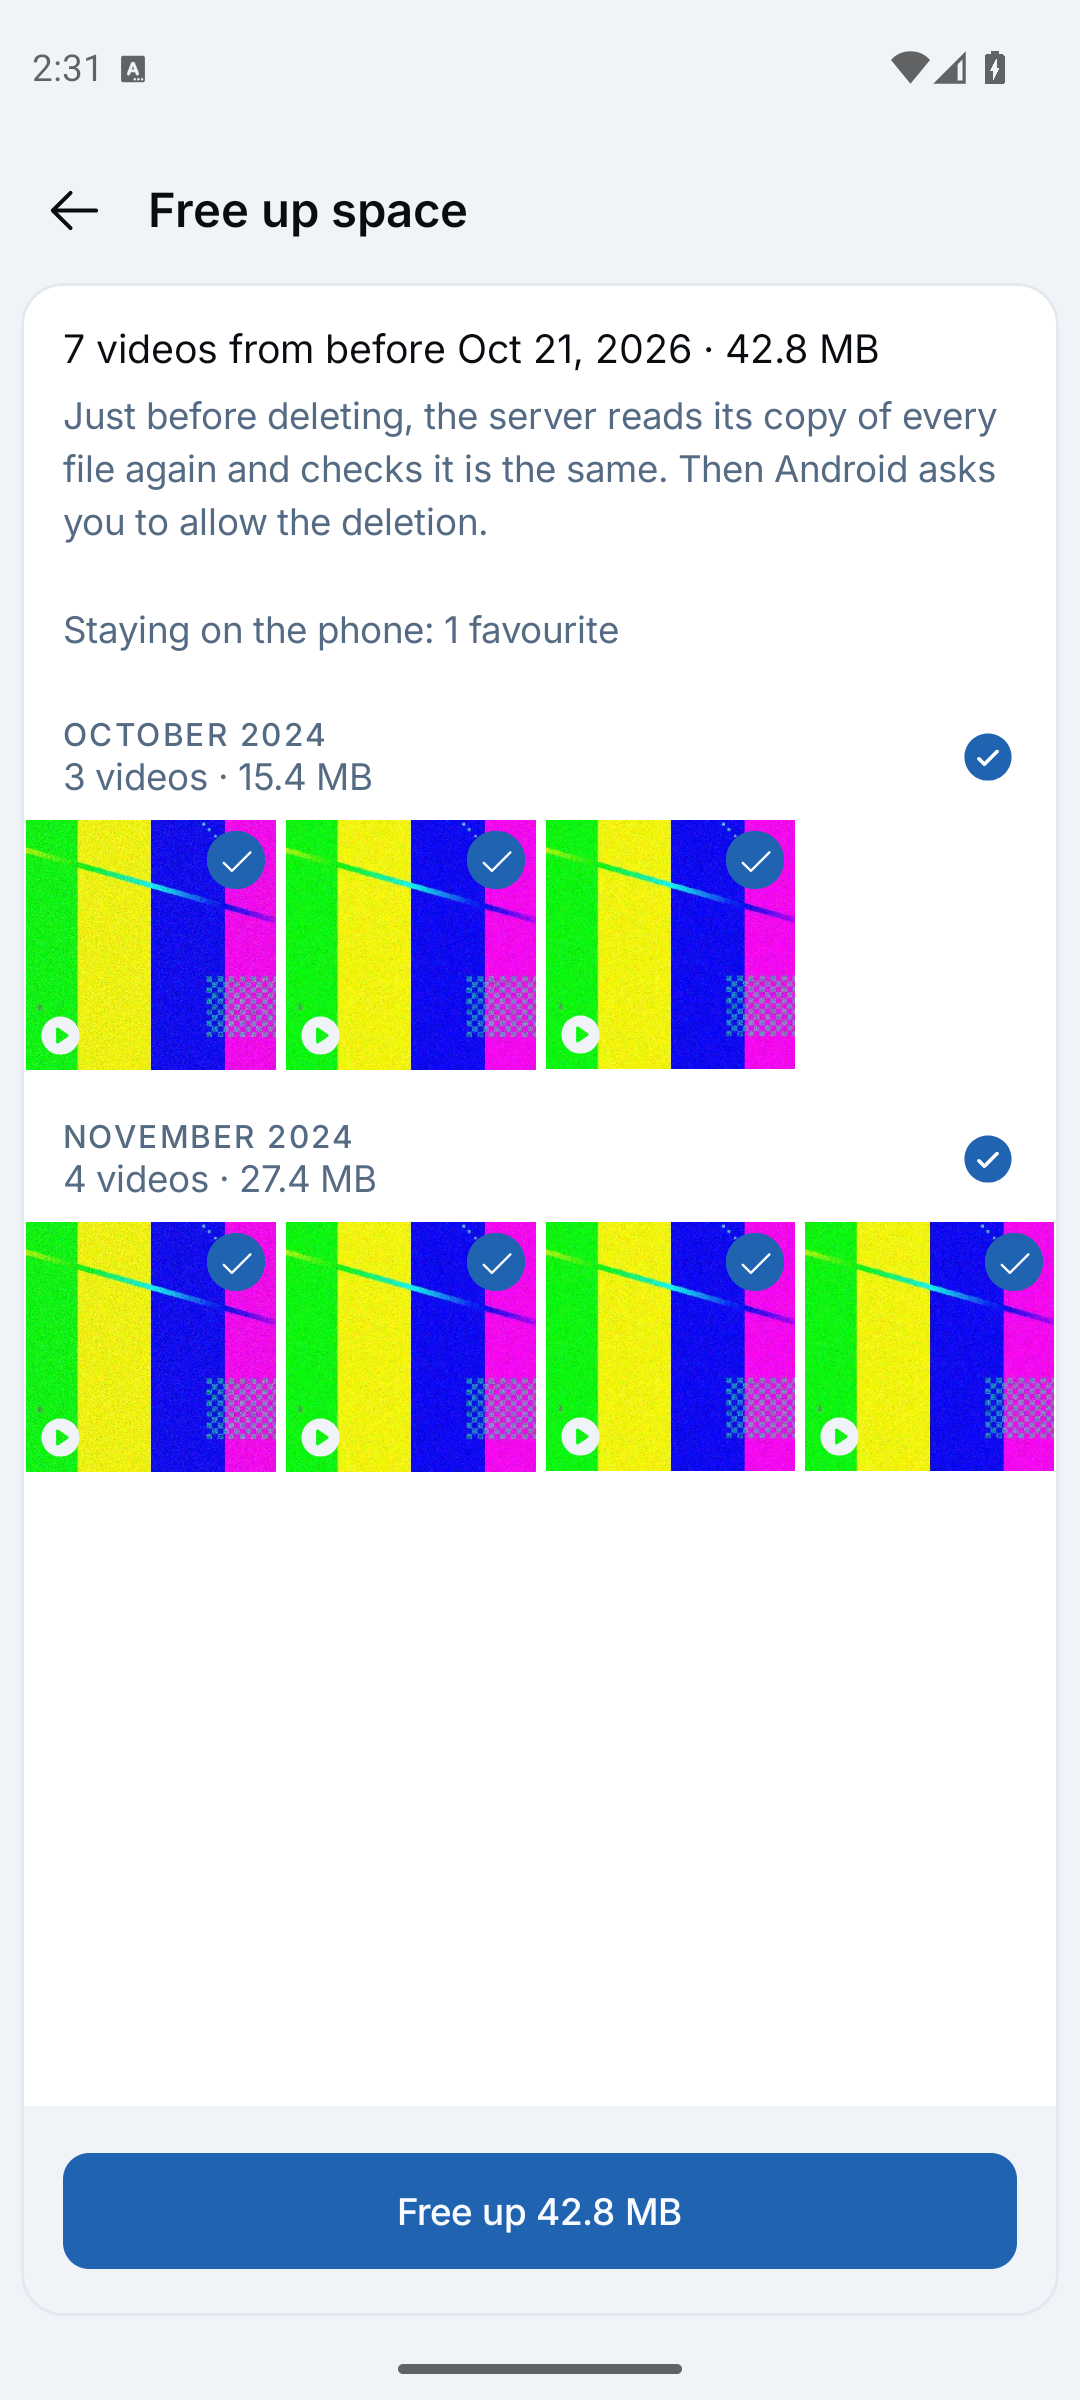 2:31
Free up space
7 videos from before Oct 21, 2026 · 42.8 MB
Just before deleting, the server reads its copy of every
file again and checks it is the same. Then Android asks
you to allow the deletion.
Staying on the phone: 1 favourite
OCTOBER 2024
3 videos · 15.4 MB
NOVEMBER 2024
4 videos · 27.4 MB
Free up 42.8 MB